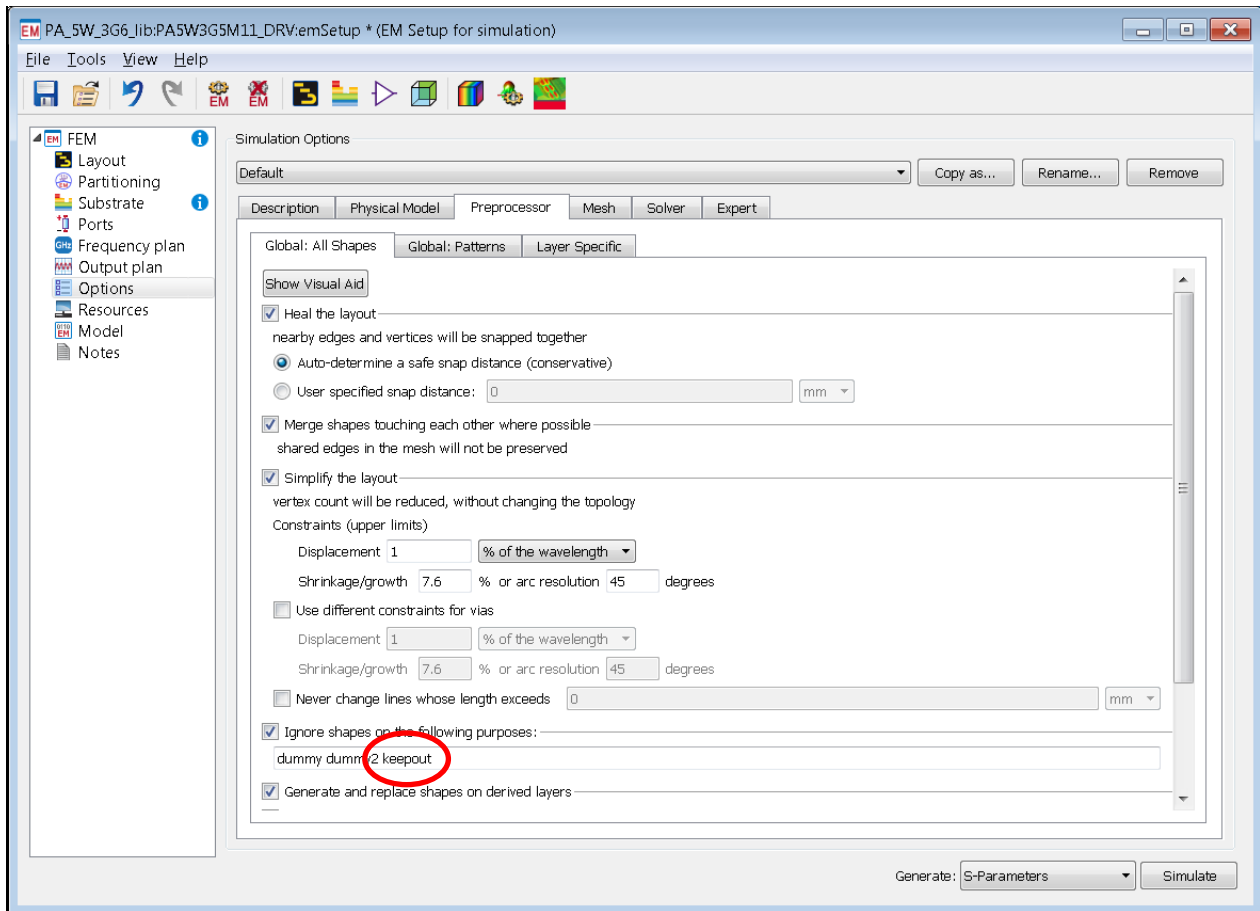 EM PA_5W_3G6_lib:PA5W3G5M11_DRV:emSetup * (EM Setup for simulation)
File Tools View Help
EM EM
EM FEM
Layout
Partitioning
Substrate
Ports
GHz Frequency plan
Output plan
Options
Resources
EM Model
Notes
Simulation Options
Default Copy as... Rename... Remove
Description Physical Model Preprocessor Mesh Solver Expert
Global: All Shapes Global: Patterns Layer Specific
Show Visual Aid
Heal the layout
nearby edges and vertices will be snapped together
Auto-determine a safe snap distance (conservative)
User specified snap distance: 0 mm
Merge shapes touching each other where possible
shared edges in the mesh will not be preserved
Simplify the layout
vertex count will be reduced, without changing the topology
Constraints (upper limits)
Displacement 1 % of the wavelength
Shrinkage/growth 7.6 % or arc resolution 45 degrees
Use different constraints for vias
Displacement 1 % of the wavelength
Shrinkage/growth 7.6 % or arc resolution 45 degrees
Never change lines whose length exceeds 0 mm
Ignore shapes on the following purposes:
dummy dummy2 keepout
Generate and replace shapes on derived layers
Generate: S-Parameters Simulate